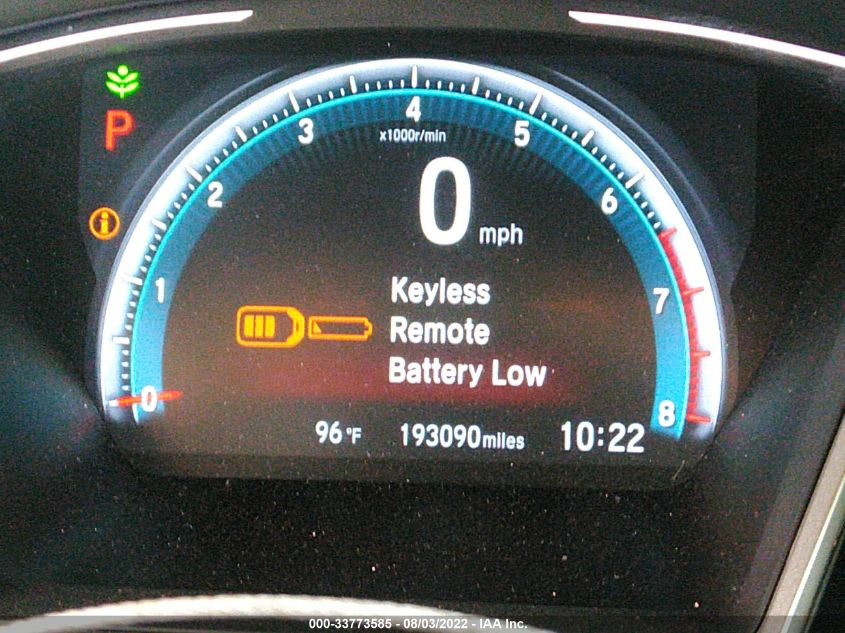 4
3
5
x1000r/min
P
2
6
0 mph
i
1
7
Keyless
Remote
Battery Low
0
8
96°F 193090miles 10:22
000-33773585 - 08/03/2022 - IAA Inc.